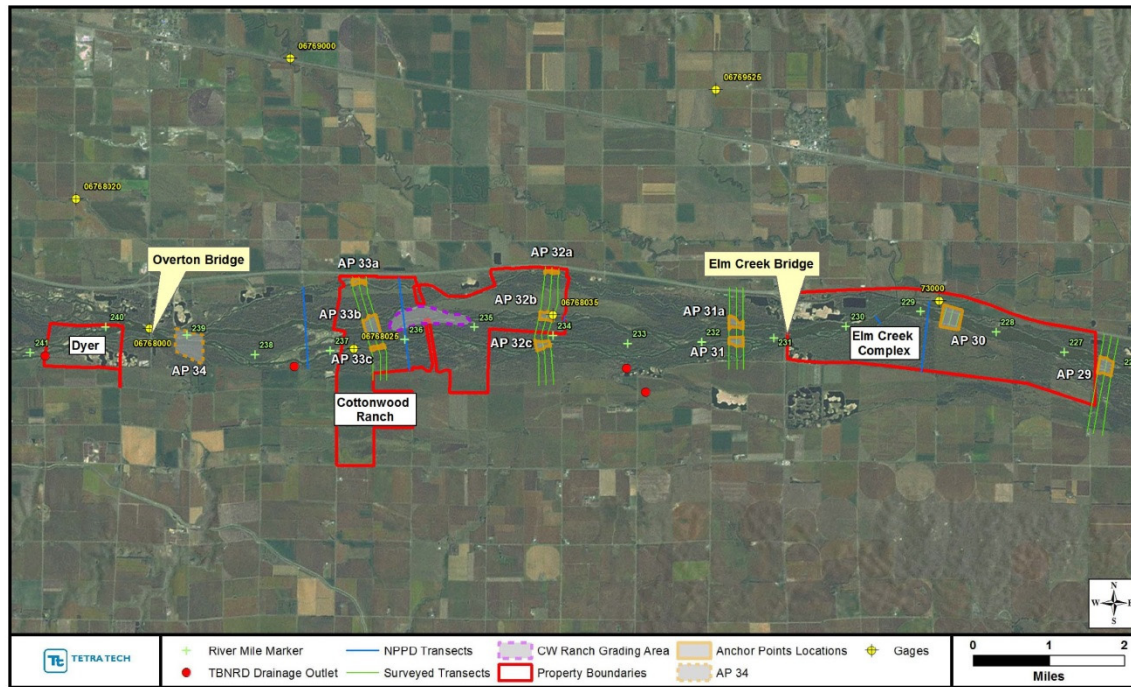 06769000
06769525
06768020
Overton Bridge
AP 33a
AP 32a
Elm Creek Bridge
AP 32b
06768035
AP 33b
06768025
AP 33c
AP 32c
AP 31a
AP 31
73000
240
239
241
Dyer
06768000
AP 34
238
237
236
235
234
233
232
231
230
229
228
227
Elm Creek
Complex
AP 30
AP 29
Cottonwood
Ranch
N
W
E
S
Tt
TETRA TECH
River Mile Marker
NPPD Transects
CW Ranch Grading Area
Anchor Points Locations
Gages
TBNRD Drainage Outlet
Surveyed Transects
Property Boundaries
AP 34
0
1
2
Miles